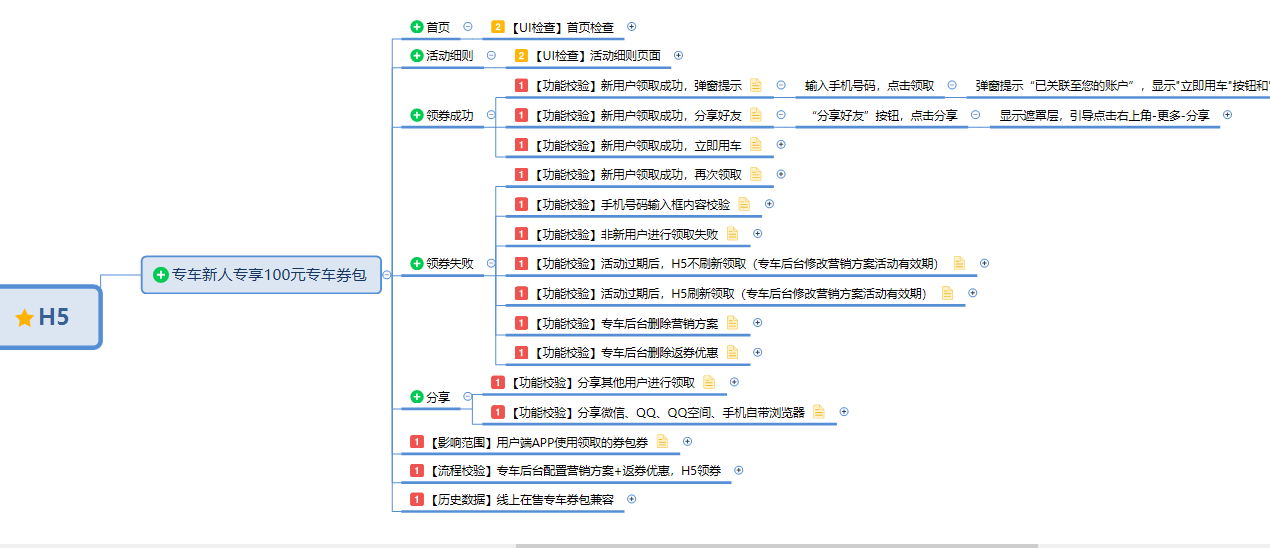 首页
2 【UI检查】首页检查
活动细则
2 【UI检查】活动细则页面
1 【功能校验】新用户领取成功，弹窗提示
输入手机号码，点击领取
弹窗提示“已关联至您的账户”，显示"立即用车"按钮和
领券成功
1 【功能校验】新用户领取成功，分享好友
“分享好友”按钮，点击分享
显示遮罩层，引导点击右上角-更多-分享
1 【功能校验】新用户领取成功，立即用车
1 【功能校验】新用户领取成功，再次领取
1 【功能校验】手机号码输入框内容校验
1 【功能校验】非新用户进行领取失败
领券失败
1 【功能校验】活动过期后，H5不刷新领取（专车后台修改营销方案活动有效期）
专车新人专享100元专车券包
1 【功能校验】活动过期后，H5刷新领取（专车后台修改营销方案活动有效期）
H5
1 【功能校验】专车后台删除营销方案
1 【功能校验】专车后台删除返券优惠
1 【功能校验】分享其他用户进行领取
分享
1 【功能校验】分享微信、QQ、QQ空间、手机自带浏览器
1 【影响范围】用户端APP使用领取的券包券
1 【流程校验】专车后台配置营销方案+返券优惠，H5领券
1 【历史数据】线上在售专车券包兼容